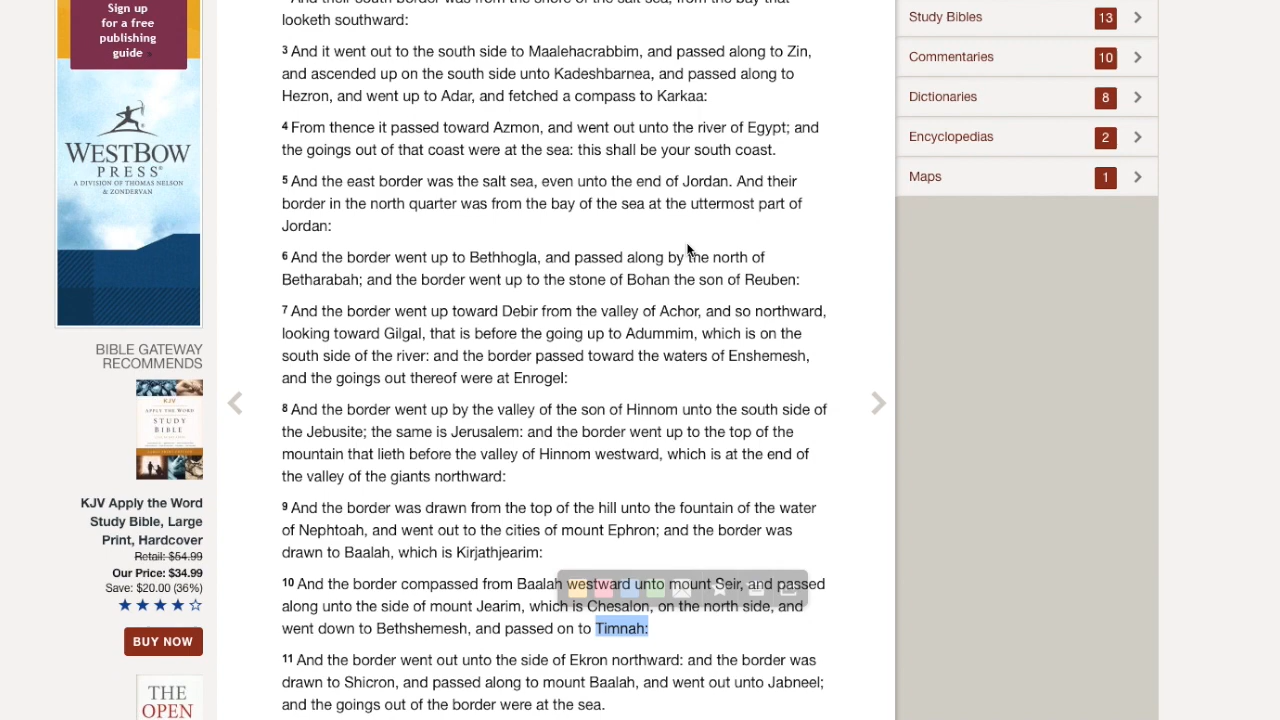 Sign up
for a free
publishing
guide
WESTBOW
PRESS®
A DIVISION OF THOMAS NELSON
& ZONDERVAN
BIBLE GATEWAY
RECOMMENDS
KJV
APPLY THE WORD
STUDY
BIBLE
KJV Apply the Word
Study Bible, Large
Print, Hardcover
Retail: $54.99
Our Price: $34.99
Save: $20.00 (36%)
BUY NOW
THE
OPEN
looketh southward:
3 And it went out to the south side to Maalehacrabbim, and passed along to Zin,
and ascended up on the south side unto Kadeshbarnea, and passed along to
Hezron, and went up to Adar, and fetched a compass to Karkaa:
4 From thence it passed toward Azmon, and went out unto the river of Egypt; and
the goings out of that coast were at the sea: this shall be your south coast.
5 And the east border was the salt sea, even unto the end of Jordan. And their
border in the north quarter was from the bay of the sea at the uttermost part of
Jordan:
6 And the border went up to Bethhogla, and passed along by the north of
Betharabah; and the border went up to the stone of Bohan the son of Reuben:
7 And the border went up toward Debir from the valley of Achor, and so northward,
looking toward Gilgal, that is before the going up to Adummim, which is on the
south side of the river: and the border passed toward the waters of Enshemesh,
and the goings out thereof were at Enrogel:
8 And the border went up by the valley of the son of Hinnom unto the south side of
the Jebusite; the same is Jerusalem: and the border went up to the top of the
mountain that lieth before the valley of Hinnom westward, which is at the end of
the valley of the giants northward:
9 And the border was drawn from the top of the hill unto the fountain of the water
of Nephtoah, and went out to the cities of mount Ephron; and the border was
drawn to Baalah, which is Kirjathjearim:
10 And the border compassed from Baalah westward unto mount Seir, and passed
along unto the side of mount Jearim, which is Chesalon, on the north side, and
went down to Bethshemesh, and passed on to Timnah:
11 And the border went out unto the side of Ekron northward: and the border was
drawn to Shicron, and passed along to mount Baalah, and went out unto Jabneel;
and the goings out of the border were at the sea.
Study Bibles 13
Commentaries 10
Dictionaries 8
Encyclopedias 2
Maps 1